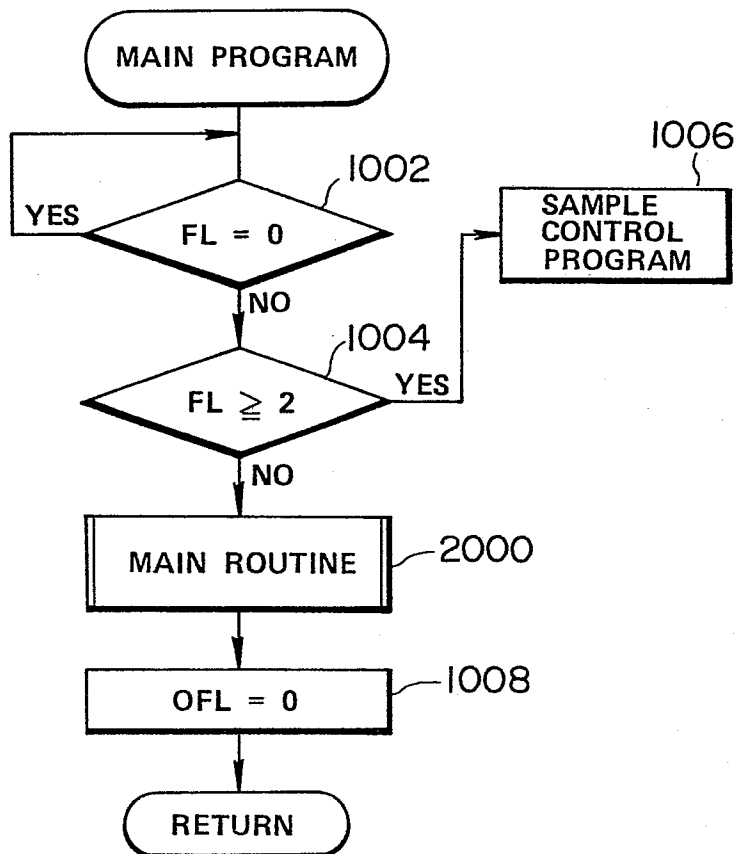 MAIN PROGRAM
1002
1006
YES
FL = 0
SAMPLE
CONTROL
PROGRAM
NO
1004
FL ≧ 2
YES
NO
MAIN ROUTINE
2000
OFL = 0
1008
RETURN